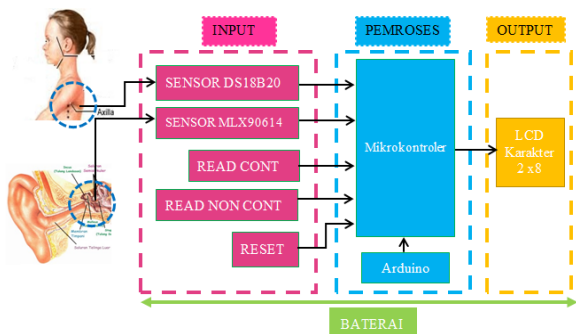 INPUT
PEMROSES
OUTPUT
SENSOR DS18B20
SENSOR MLX90614
READ CONT
READ NON CONT
RESET
Mikrokontroler
Arduino
LCD
Karakter
2 x8
BATERAI
Axilla